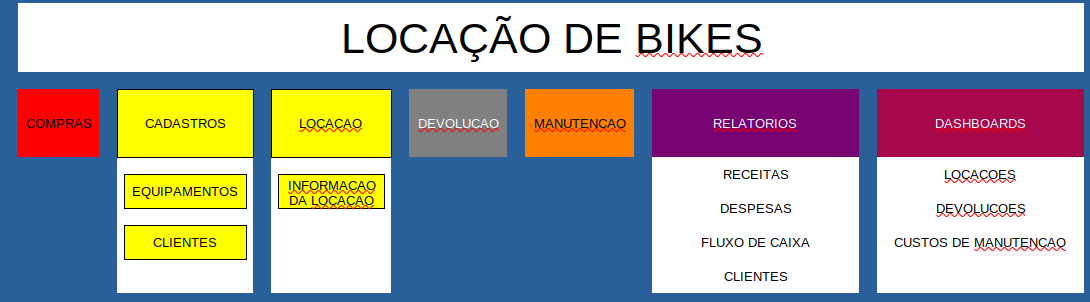 LOCAÇÃO DE BIKES
COMPRAS
CADASTROS
LOCAÇAO
DEVOLUCAO
MANUTENCAO
RELATORIOS
DASHBOARDS
EQUIPAMENTOS
CLIENTES
INFORMACAO
DA LOCACAO
RECEITAS
DESPESAS
FLUXO DE CAIXA
CLIENTES
LOCACOES
DEVOLUCOES
CUSTOS DE MANUTENCAO